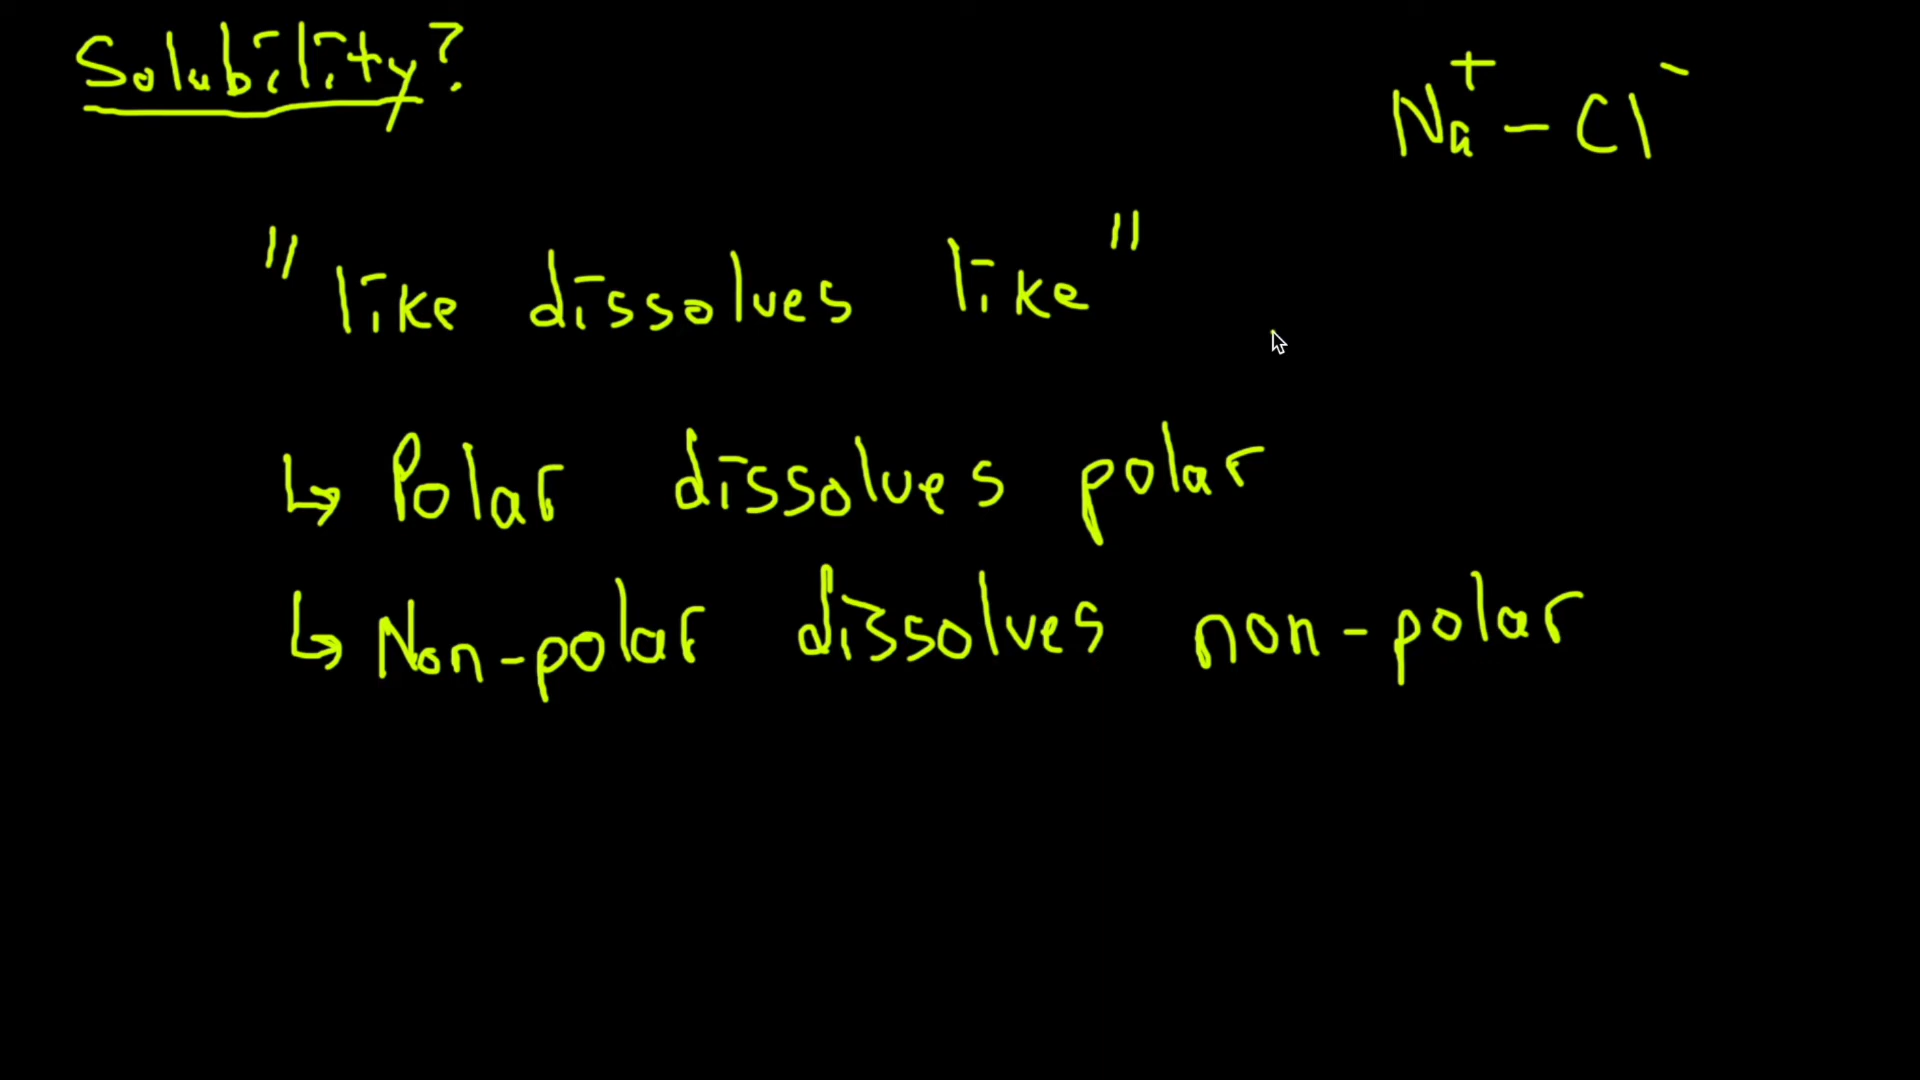 Solubility?
Na⁺ - Cl⁻
"like dissolves like"
↳ Polar dissolves polar
↳ Non-polar dissolves non-polar